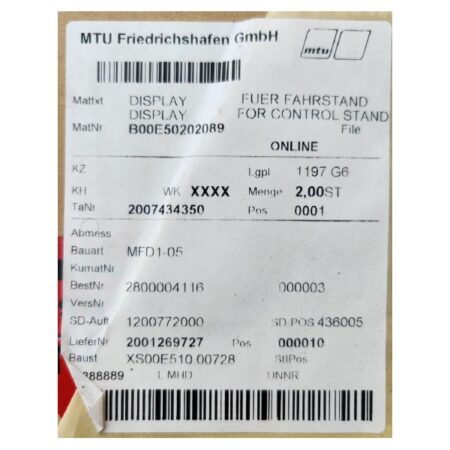 MTU Friedrichshafen GmbH
mtu
Mattxt DISPLAY FUER FAHRSTAND
DISPLAY FOR CONTROL STAND
MatNr B00E50202089 File
ONLINE
KZ Lgpl 1197 G6
KH WK XXXX Menge 2,00ST
TaNr 2007434350 Pos 0001
Abmess
Bauart MFD1-05
KumatNr
BestNr 2800004116 000003
VersNr
SD-Auft 1200772000 SD-POS 436005
LieferNr 2001269727 Pos 000010
Baust XS00E510.00728 StlPos
388889 LMHD UNNR